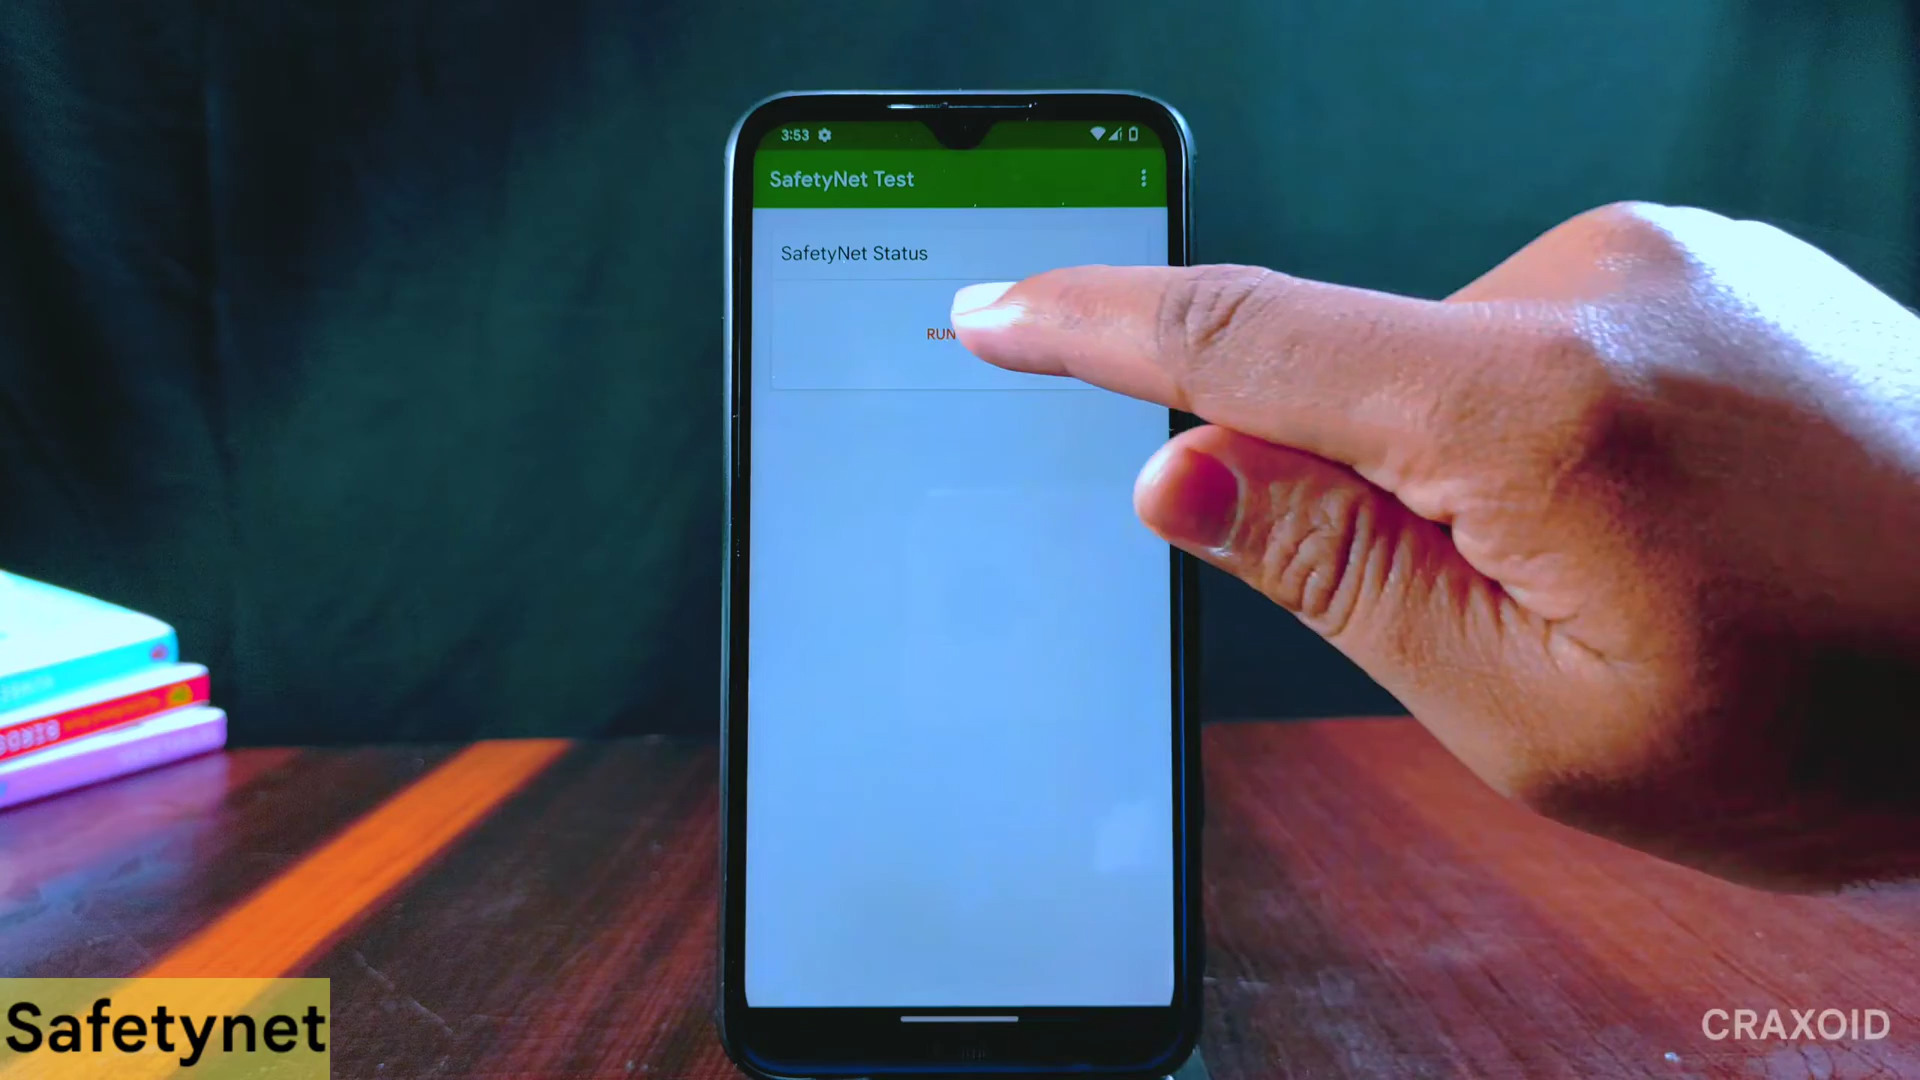 3:53
SafetyNet Test
SafetyNet Status
RUN
Safetynet
CRAXOID